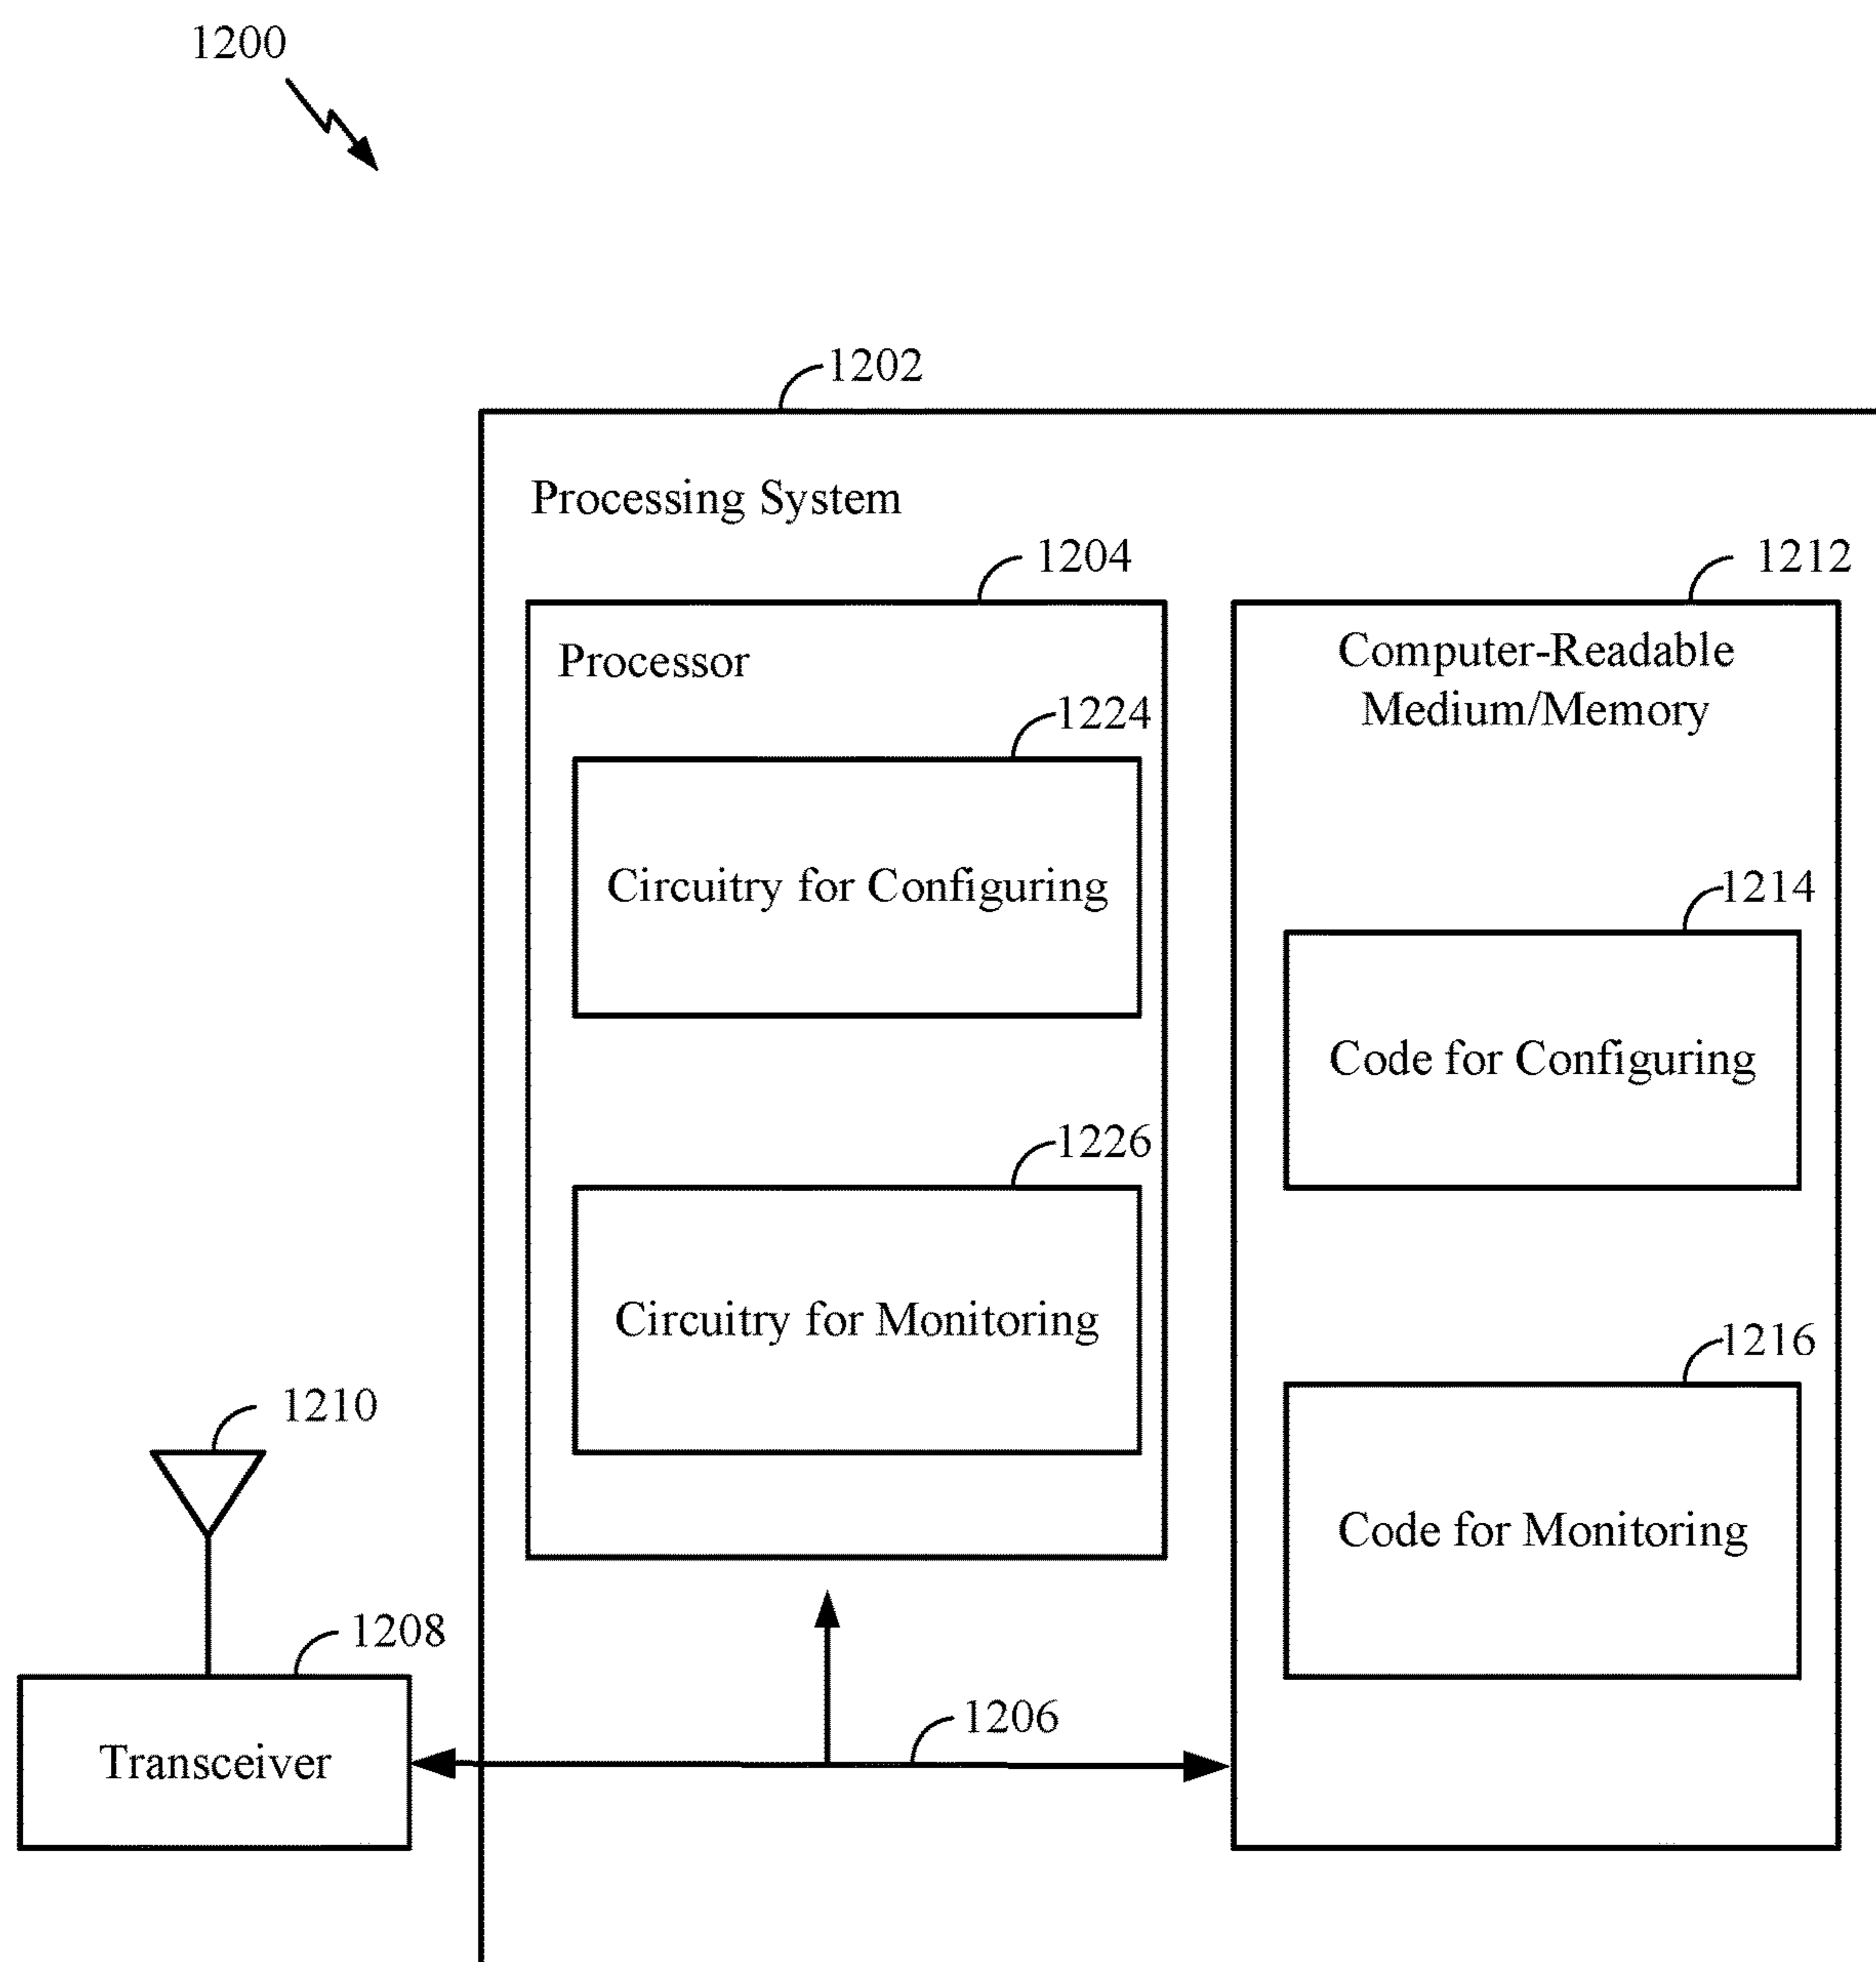 1200
1202
Processing System
1204
1212
Processor
Computer-Readable
Medium/Memory
1224
Circuitry for Configuring
1214
Code for Configuring
1226
Circuitry for Monitoring
1216
Code for Monitoring
1210
1208
Transceiver
1206